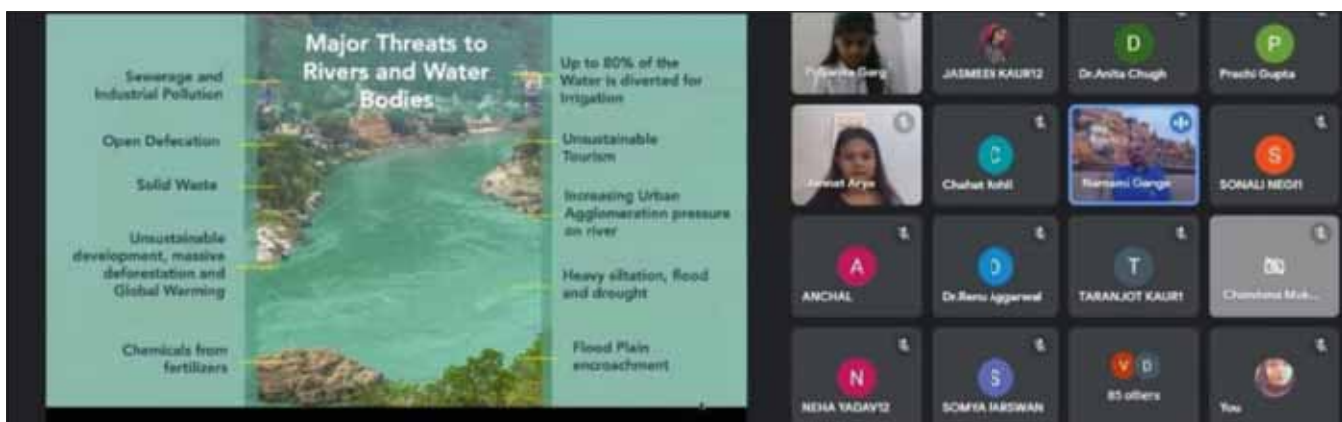 Major Threats to
Rivers and Water
Bodies
Sewerage and
Industrial Pollution
Open Defecation
Solid Waste
Unsustainable
development, massive
deforestation and
Global Warming
Chemicals from
fertilizers
Up to 80% of the
Water is diverted for
Irrigation
Unsustainable
Tourism
Increasing Urban
Agglomeration pressure
on river
Heavy siltation, flood
and drought
Flood Plain
encroachment
Garg
JASMEEN KAUR12
D
Dr.Anita Chugh
P
Prachi Gupta
Arya
C
Chahat
Namami Gange
S
SONALI NEGI1
A
ANCHAL
D
Dr.Renu Aggarwal
T
TARANJOT KAUR1
N
NEHA YADAV12
S
SOMYA
V D
85 others
You